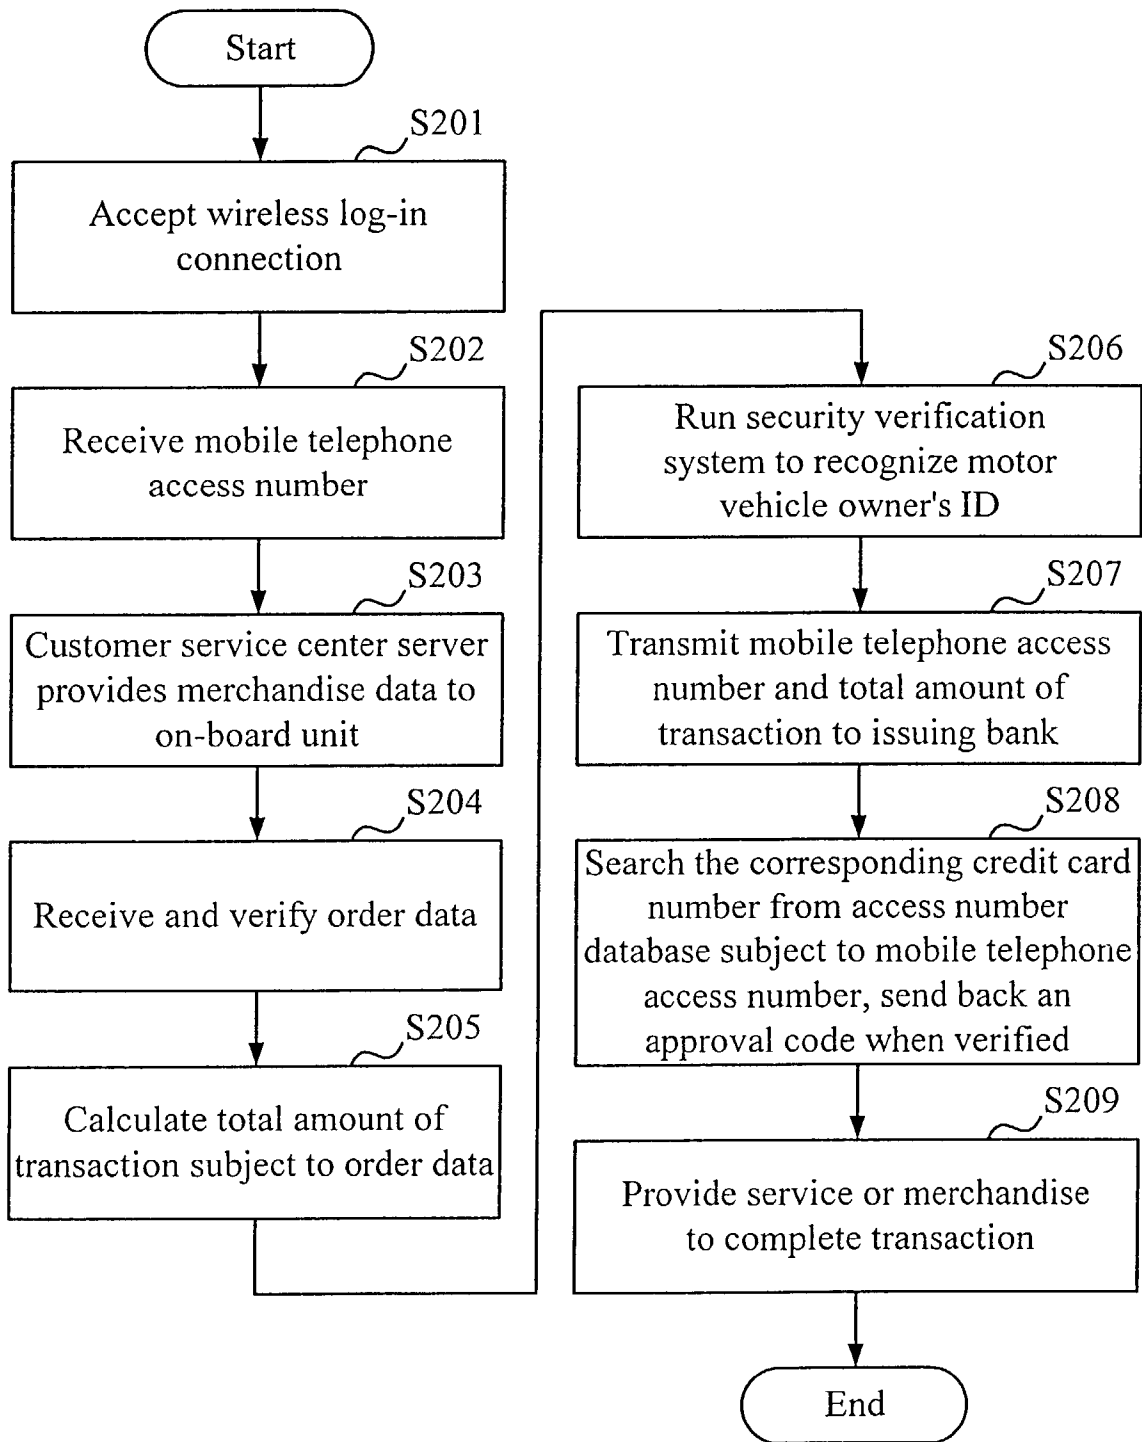 Start
S201
Accept wireless log-in
connection
S202
Receive mobile telephone
access number
S203
Customer service center server
provides merchandise data to
on-board unit
S204
Receive and verify order data
S205
Calculate total amount of
transaction subject to order data
S206
Run security verification
system to recognize motor
vehicle owner's ID
S207
Transmit mobile telephone access
number and total amount of
transaction to issuing bank
S208
Search the corresponding credit card
number from access number
database subject to mobile telephone
access number, send back an
approval code when verified
S209
Provide service or merchandise
to complete transaction
End